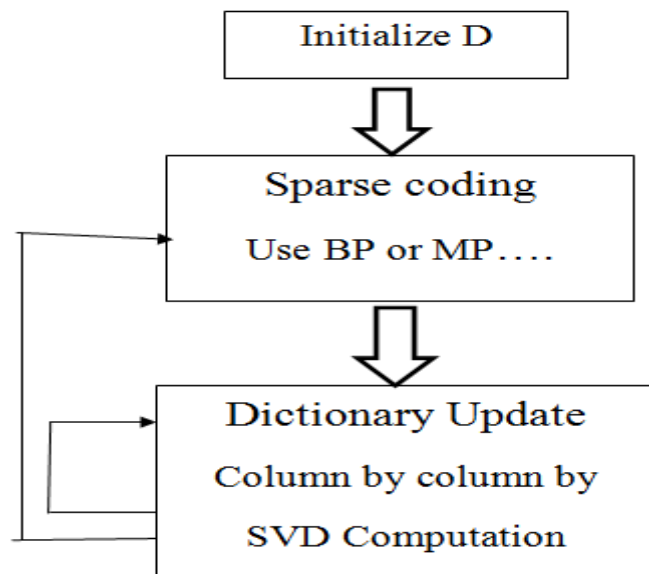 Initialize D
Sparse coding
Use BP or MP….
Dictionary Update
Column by column by
SVD Computation